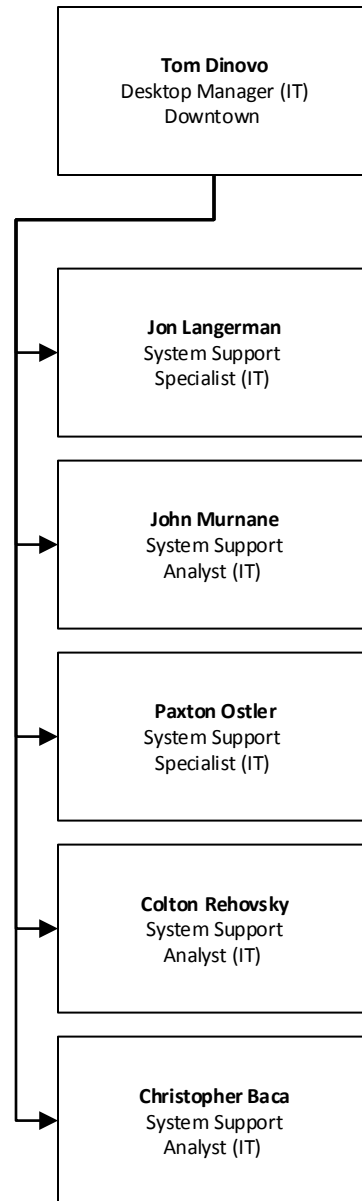 Tom Dinovo
Desktop Manager (IT)
Downtown
Jon Langerman
System Support
Specialist (IT)
John Murnane
System Support
Analyst (IT)
Paxton Ostler
System Support
Specialist (IT)
Colton Rehovsky
System Support
Analyst (IT)
Christopher Baca
System Support
Analyst (IT)